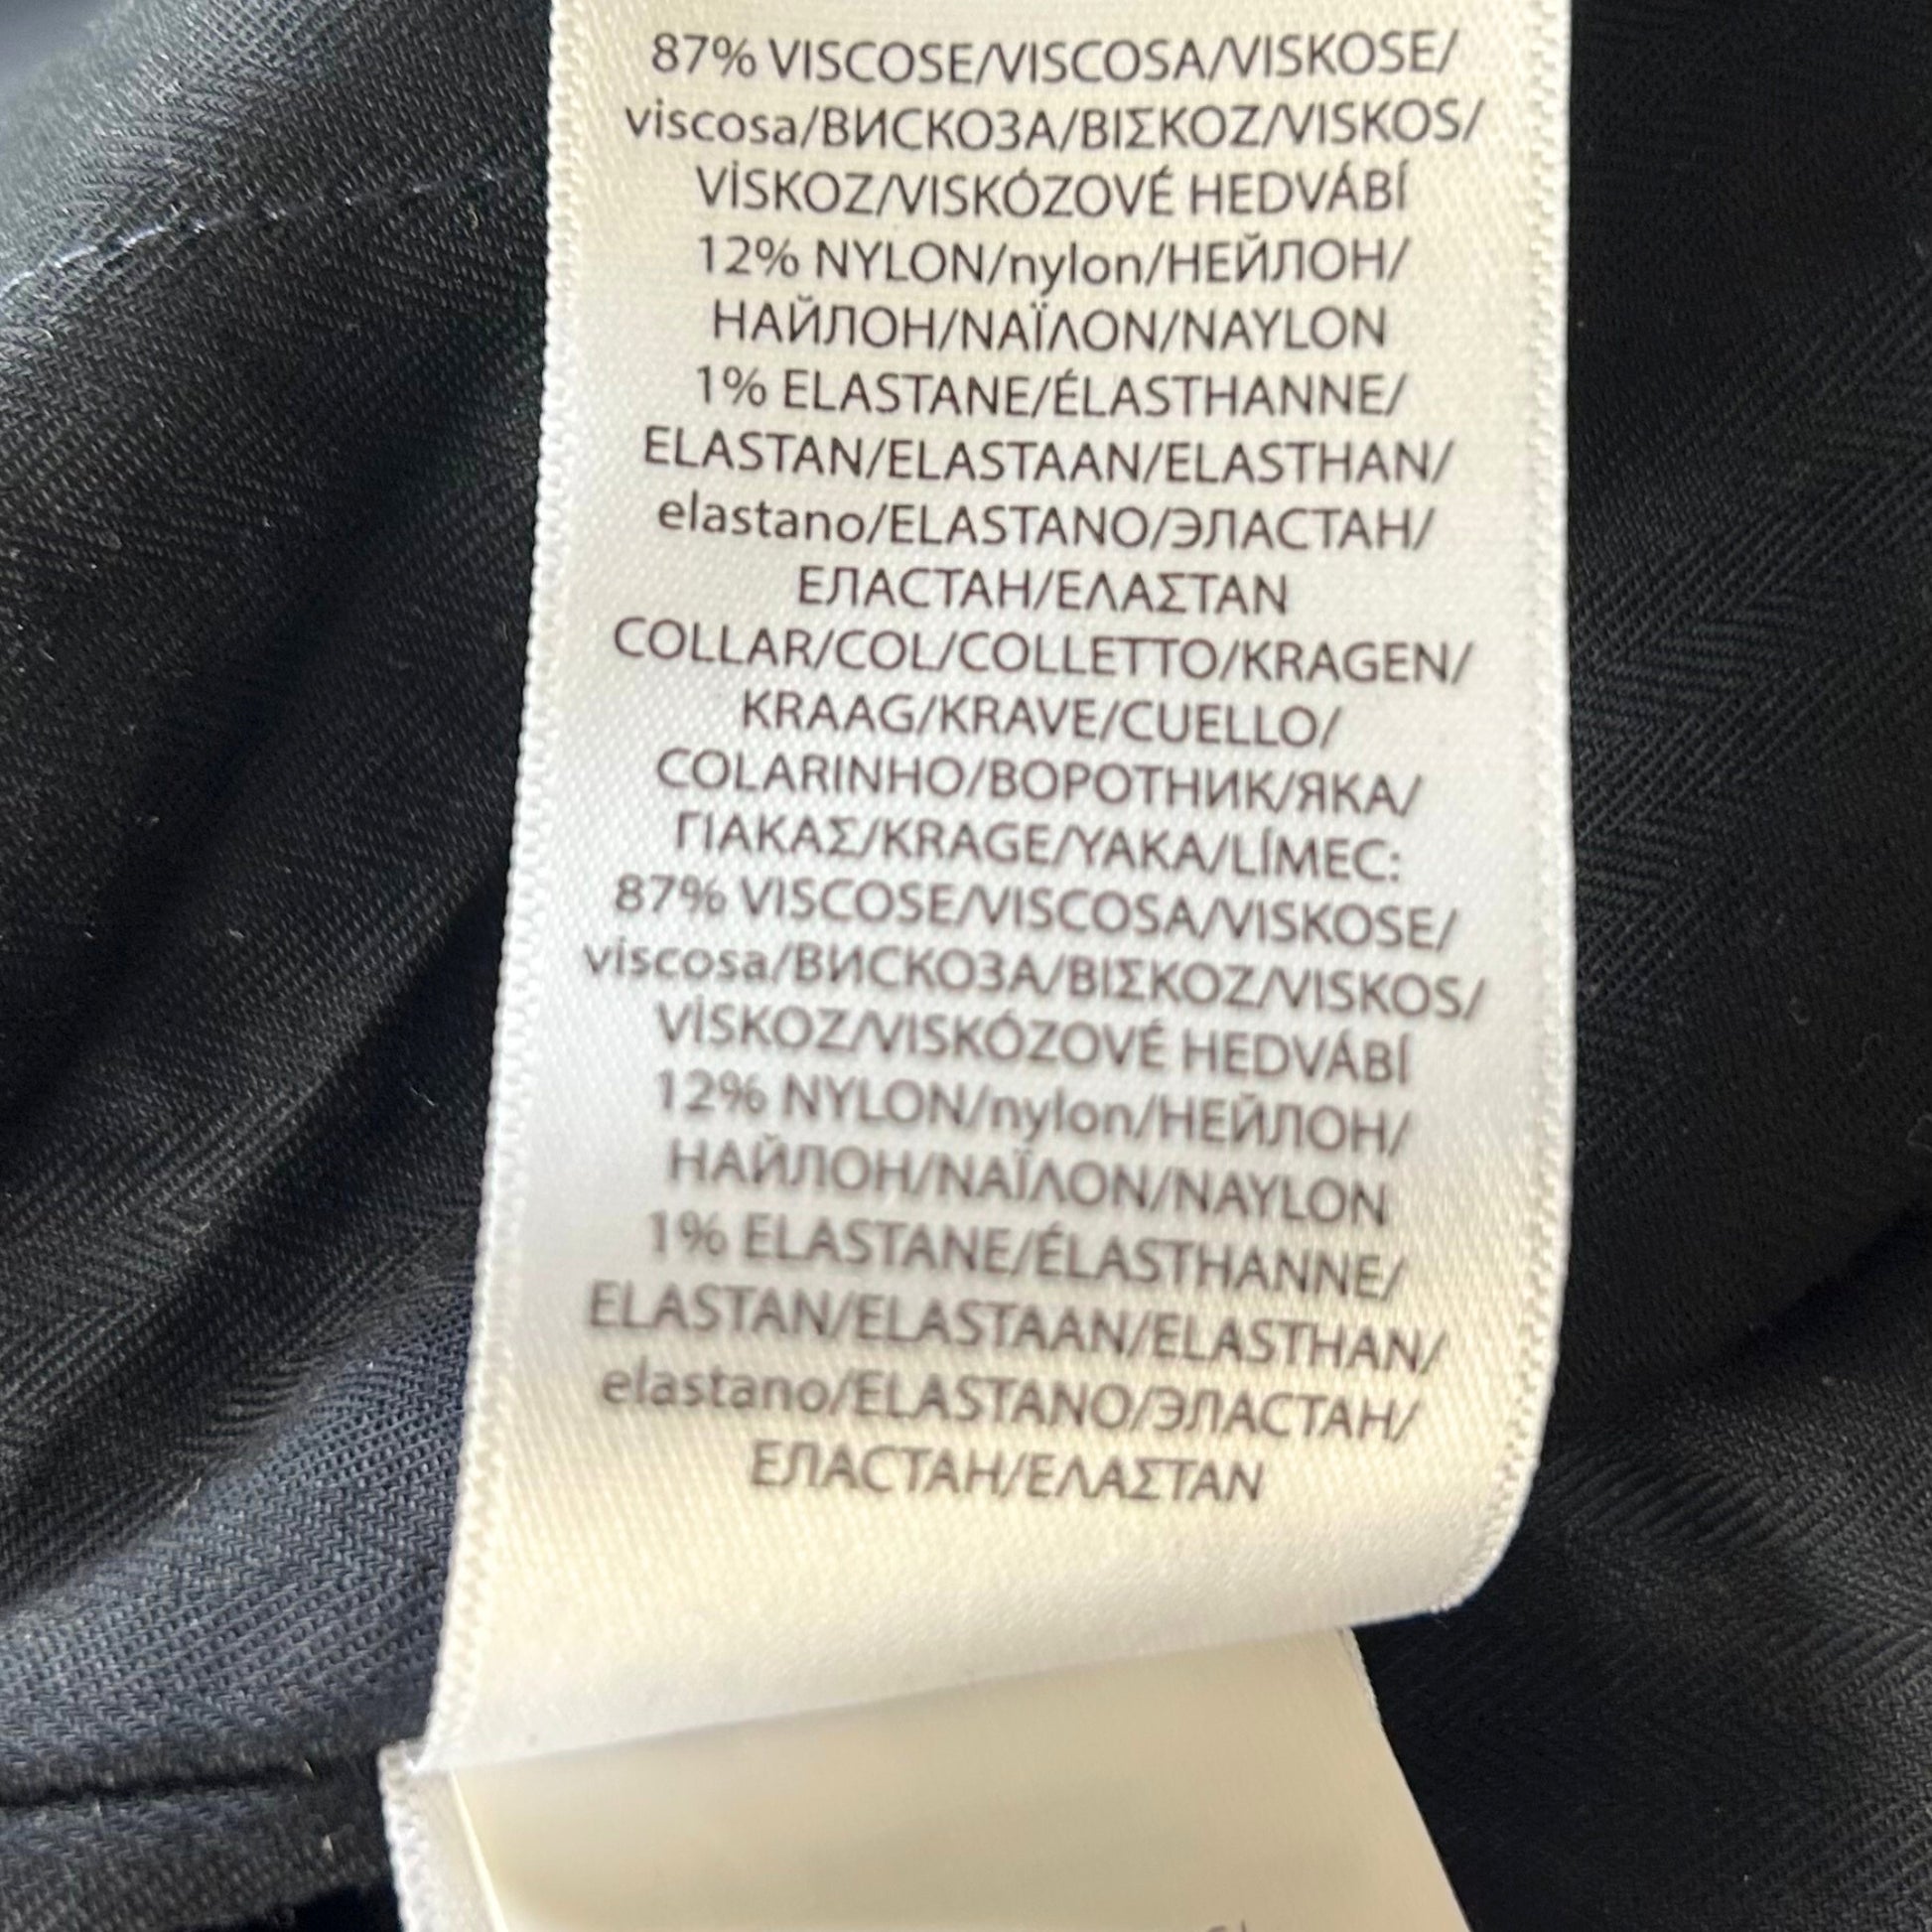 87% VISCOSE/VISCOSA/VISKOSE/
viscosa/ВИСКОЗА/ΒΙΣΚΟΖ/VISKOS/
VİSKOZ/VISKÓZOVÉ HEDVÁBÍ
12% NYLON/nylon/НЕЙЛОН/
НАЙЛОН/ΝΑΪΛΟΝ/NAYLON
1% ELASTANE/ÉLASTHANNE/
ELASTAN/ELASTAAN/ELASTHAN/
elastano/ELASTANO/ЭЛАСТАН/
ЕЛАСТАН/ΕΛΑΣΤΑΝ
COLLAR/COL/COLLETTO/KRAGEN/
KRAAG/KRAVE/CUELLO/
COLARINHO/ВОРОТНИК/ЯКА/
ΓΙΑΚΑΣ/KRAGE/YAKA/LÍMEC:
87% VISCOSE/VISCOSA/VISKOSE/
viscosa/ВИСКОЗА/ΒΙΣΚΟΖ/VISKOS/
VİSKOZ/VISKÓZOVÉ HEDVÁBÍ
12% NYLON/nylon/НЕЙЛОН/
НАЙЛОН/ΝΑΪΛΟΝ/NAYLON
1% ELASTANE/ÉLASTHANNE/
ELASTAN/ELASTAAN/ELASTHAN/
elastano/ELASTANO/ЭЛАСТАН/
ЕЛАСТАН/ΕΛΑΣΤΑΝ